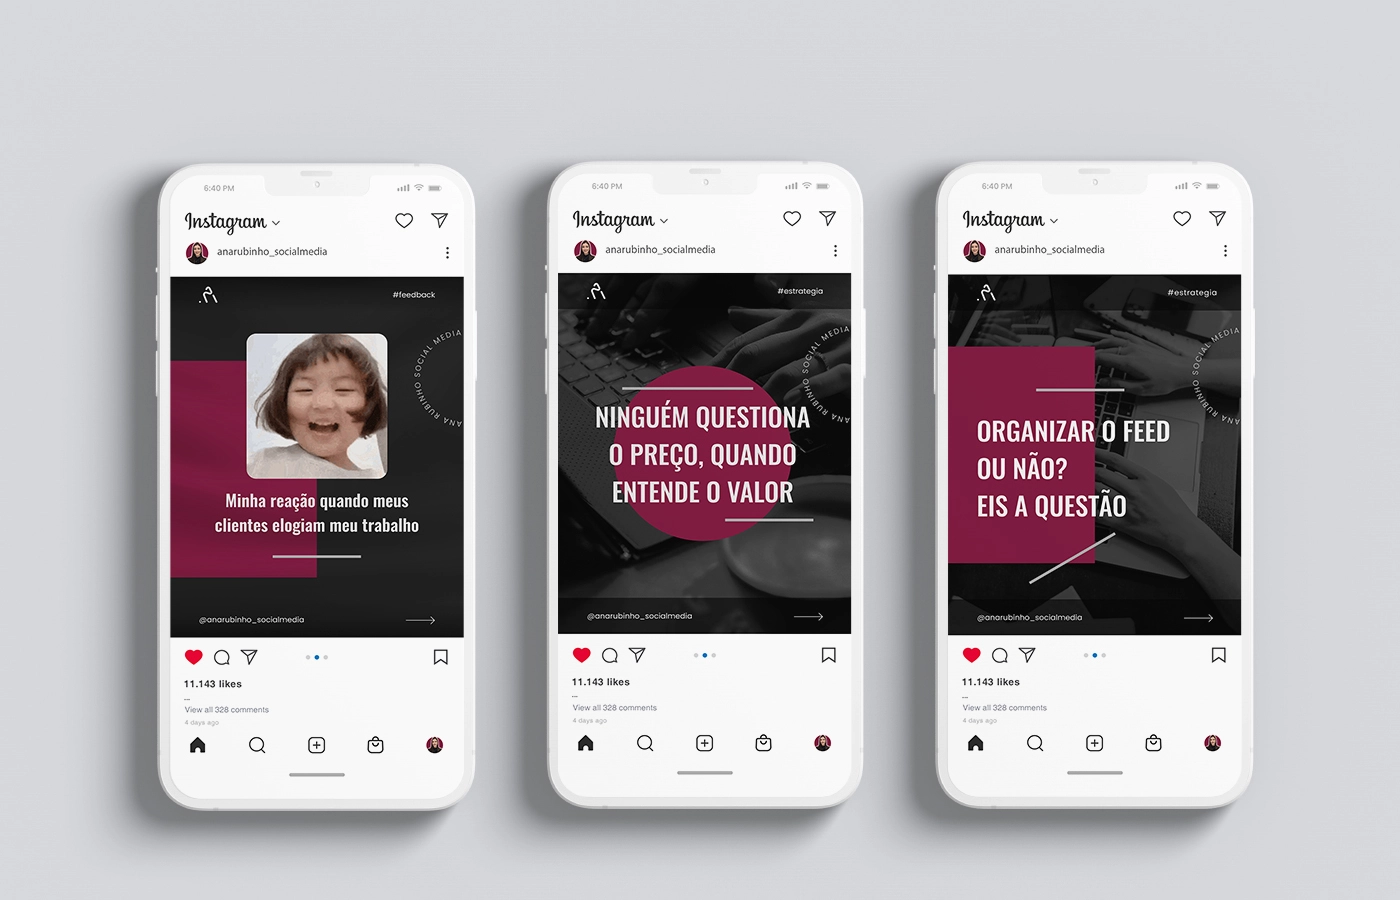 6:40 PM
Instagram
anarubinho_socialmedia
#feedback
ANA RUBINHO SOCIAL MEDIA
Minha reação quando meus
clientes elogiam meu trabalho
@anarubinho_socialmedia
11.143 likes
...
View all 328 comments
4 days ago
6:40 PM
Instagram
anarubinho_socialmedia
#estrategia
ANA RUBINHO SOCIAL MEDIA
NINGUÉM QUESTIONA
O PREÇO, QUANDO
ENTENDE O VALOR
@anarubinho_socialmedia
11.143 likes
...
View all 328 comments
4 days ago
6:40 PM
Instagram
anarubinho_socialmedia
#estrategia
ANA RUBINHO SOCIAL MEDIA
ORGANIZAR O FEED
OU NÃO?
EIS A QUESTÃO
@anarubinho_socialmedia
11.143 likes
...
View all 328 comments
4 days ago